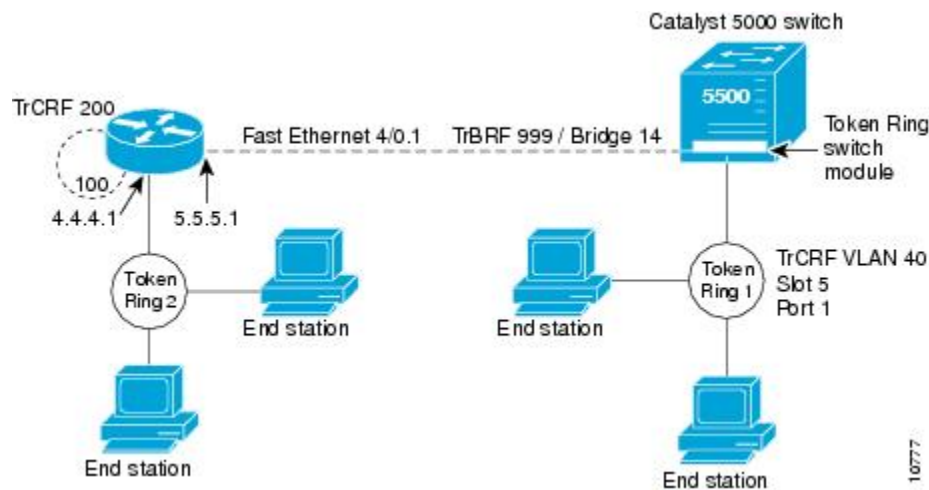 Catalyst 5000 switch
TrCRF 200
5500
Fast Ethernet 4/0.1
TrBRF 999 / Bridge 14
Token Ring
switch
module
100
4.4.4.1
5.5.5.1
Token
Ring 2
End station
End station
Token
Ring 1
TrCRF VLAN 40
Slot 5
Port 1
End station
End station
10777